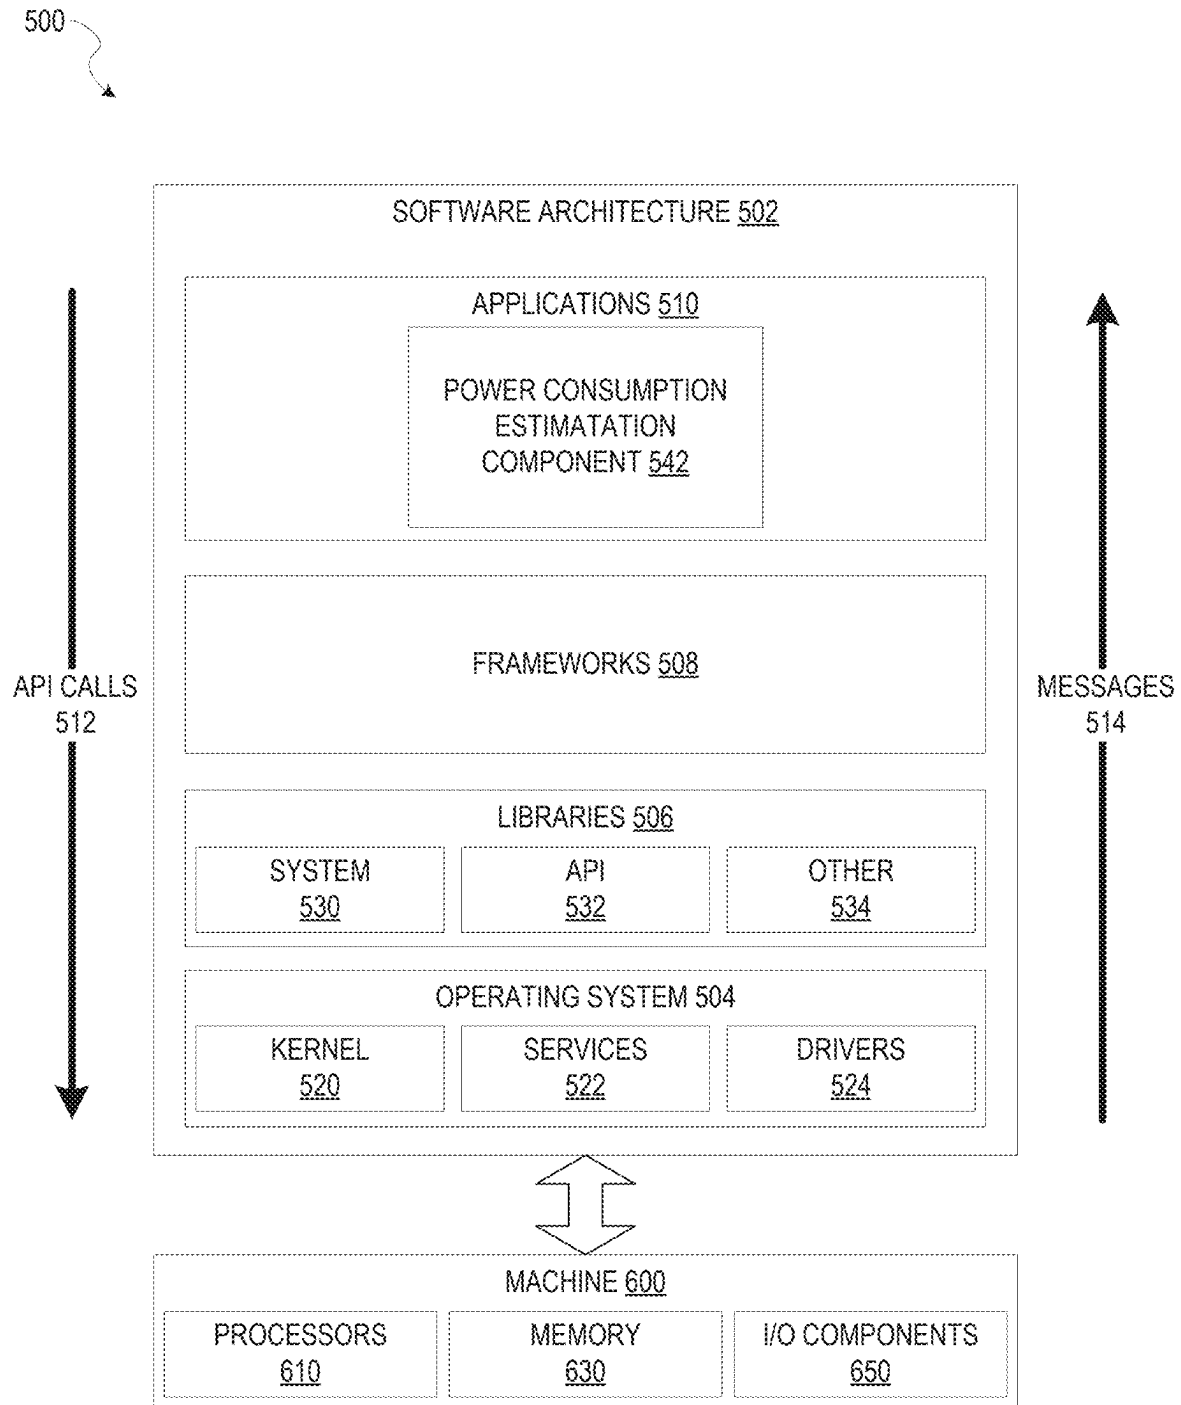 500
SOFTWARE ARCHITECTURE 502
APPLICATIONS 510
POWER CONSUMPTION
ESTIMATATION
COMPONENT 542
FRAMEWORKS 508
API CALLS
512
MESSAGES
514
LIBRARIES 506
SYSTEM
530
API
532
OTHER
534
OPERATING SYSTEM 504
KERNEL
520
SERVICES
522
DRIVERS
524
MACHINE 600
PROCESSORS
610
MEMORY
630
I/O COMPONENTS
650